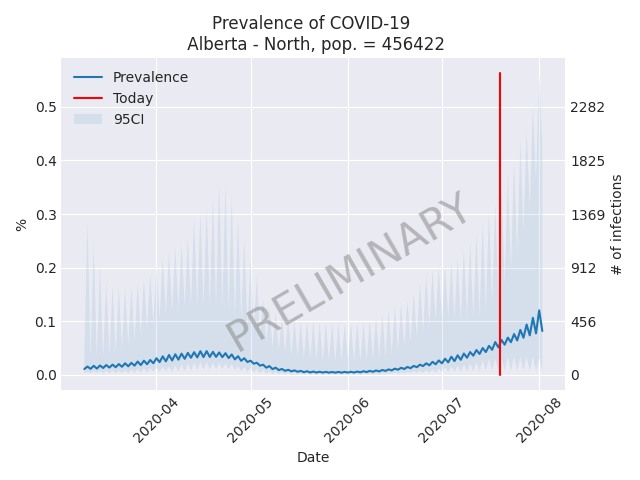 Prevalence of COVID-19
Alberta - North, pop. = 456422
Prevalence
Today
95CI
PRELIMINARY
%
0.5
0.4
0.3
0.2
0.1
0.0
2282
1825
1369
912
456
0
# of infections
2020-04
2020-05
2020-06
2020-07
2020-08
Date